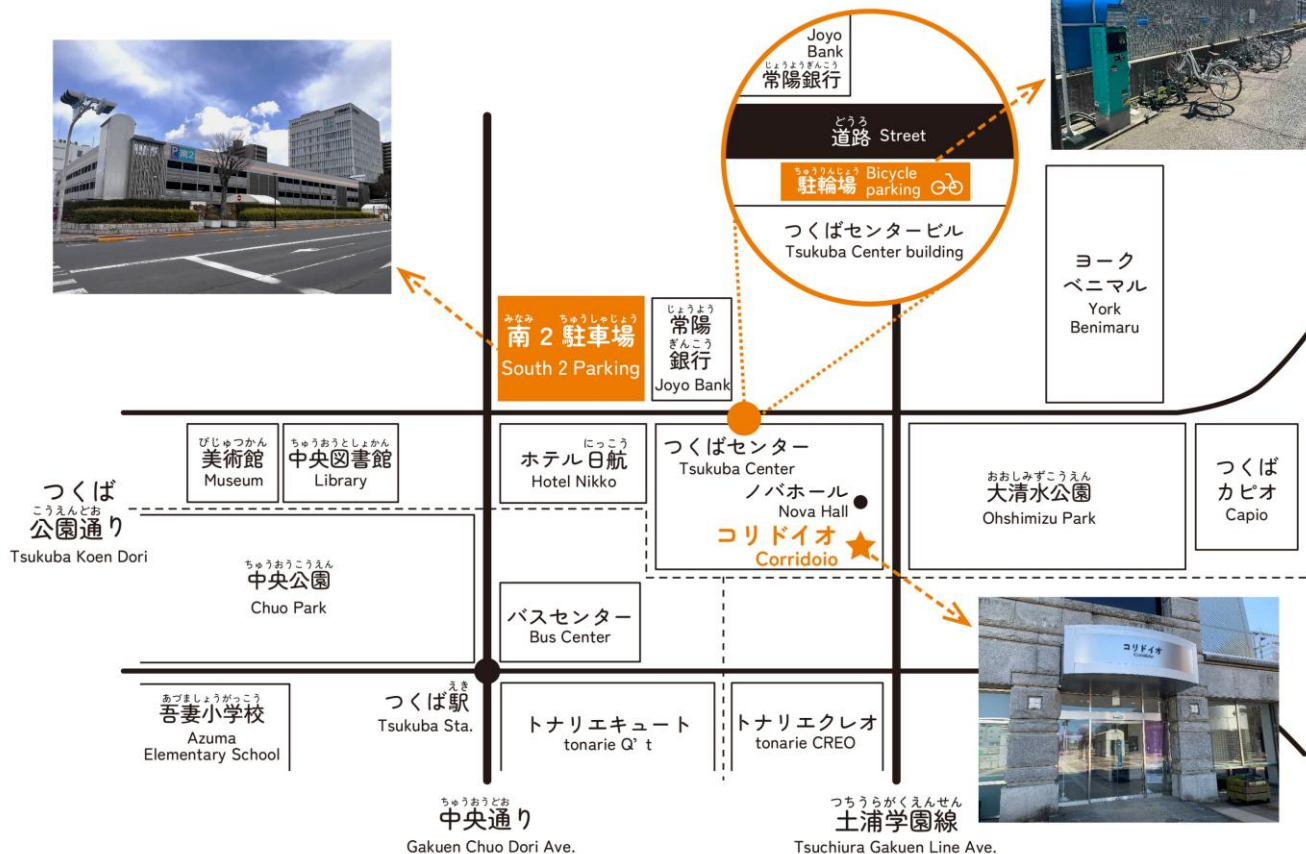 Joyo
Bank
じょうようぎんこう
常陽銀行
どうろ
道路 Street
ちゅうりんじょう
駐輪場 Bicycle
parking
つくばセンタービル
Tsukuba Center building
P南2
ヨーク
ベニマル
York
Benimaru
みなみ ちゅうしゃじょう
南2駐車場
South 2 Parking
じょうよう
常陽
ぎんこう
銀行
Joyo Bank
びじゅつかん
美術館
Museum
ちゅうおうとしょかん
中央図書館
Library
にっこう
ホテル日航
Hotel Nikko
つくばセンター
Tsukuba Center
ノバホール
Nova Hall
コリドイオ
Corridoio
おおしみずこうえん
大清水公園
Ohshimizu Park
つくば
カピオ
Capio
つくば
こうえんどお
公園通り
Tsukuba Koen Dori
ちゅうおうこうえん
中央公園
Chuo Park
バスセンター
Bus Center
コリドイオ
Corridoio
あづましょうがっこう
吾妻小学校
Azuma
Elementary School
えき
つくば駅
Tsukuba Sta.
トナリエキュート
tonarie Q’t
トナリエクレオ
tonarie CREO
ちゅうおうどお
中央通り
Gakuen Chuo Dori Ave.
つちうらがくえんせん
土浦学園線
Tsuchiura Gakuen Line Ave.